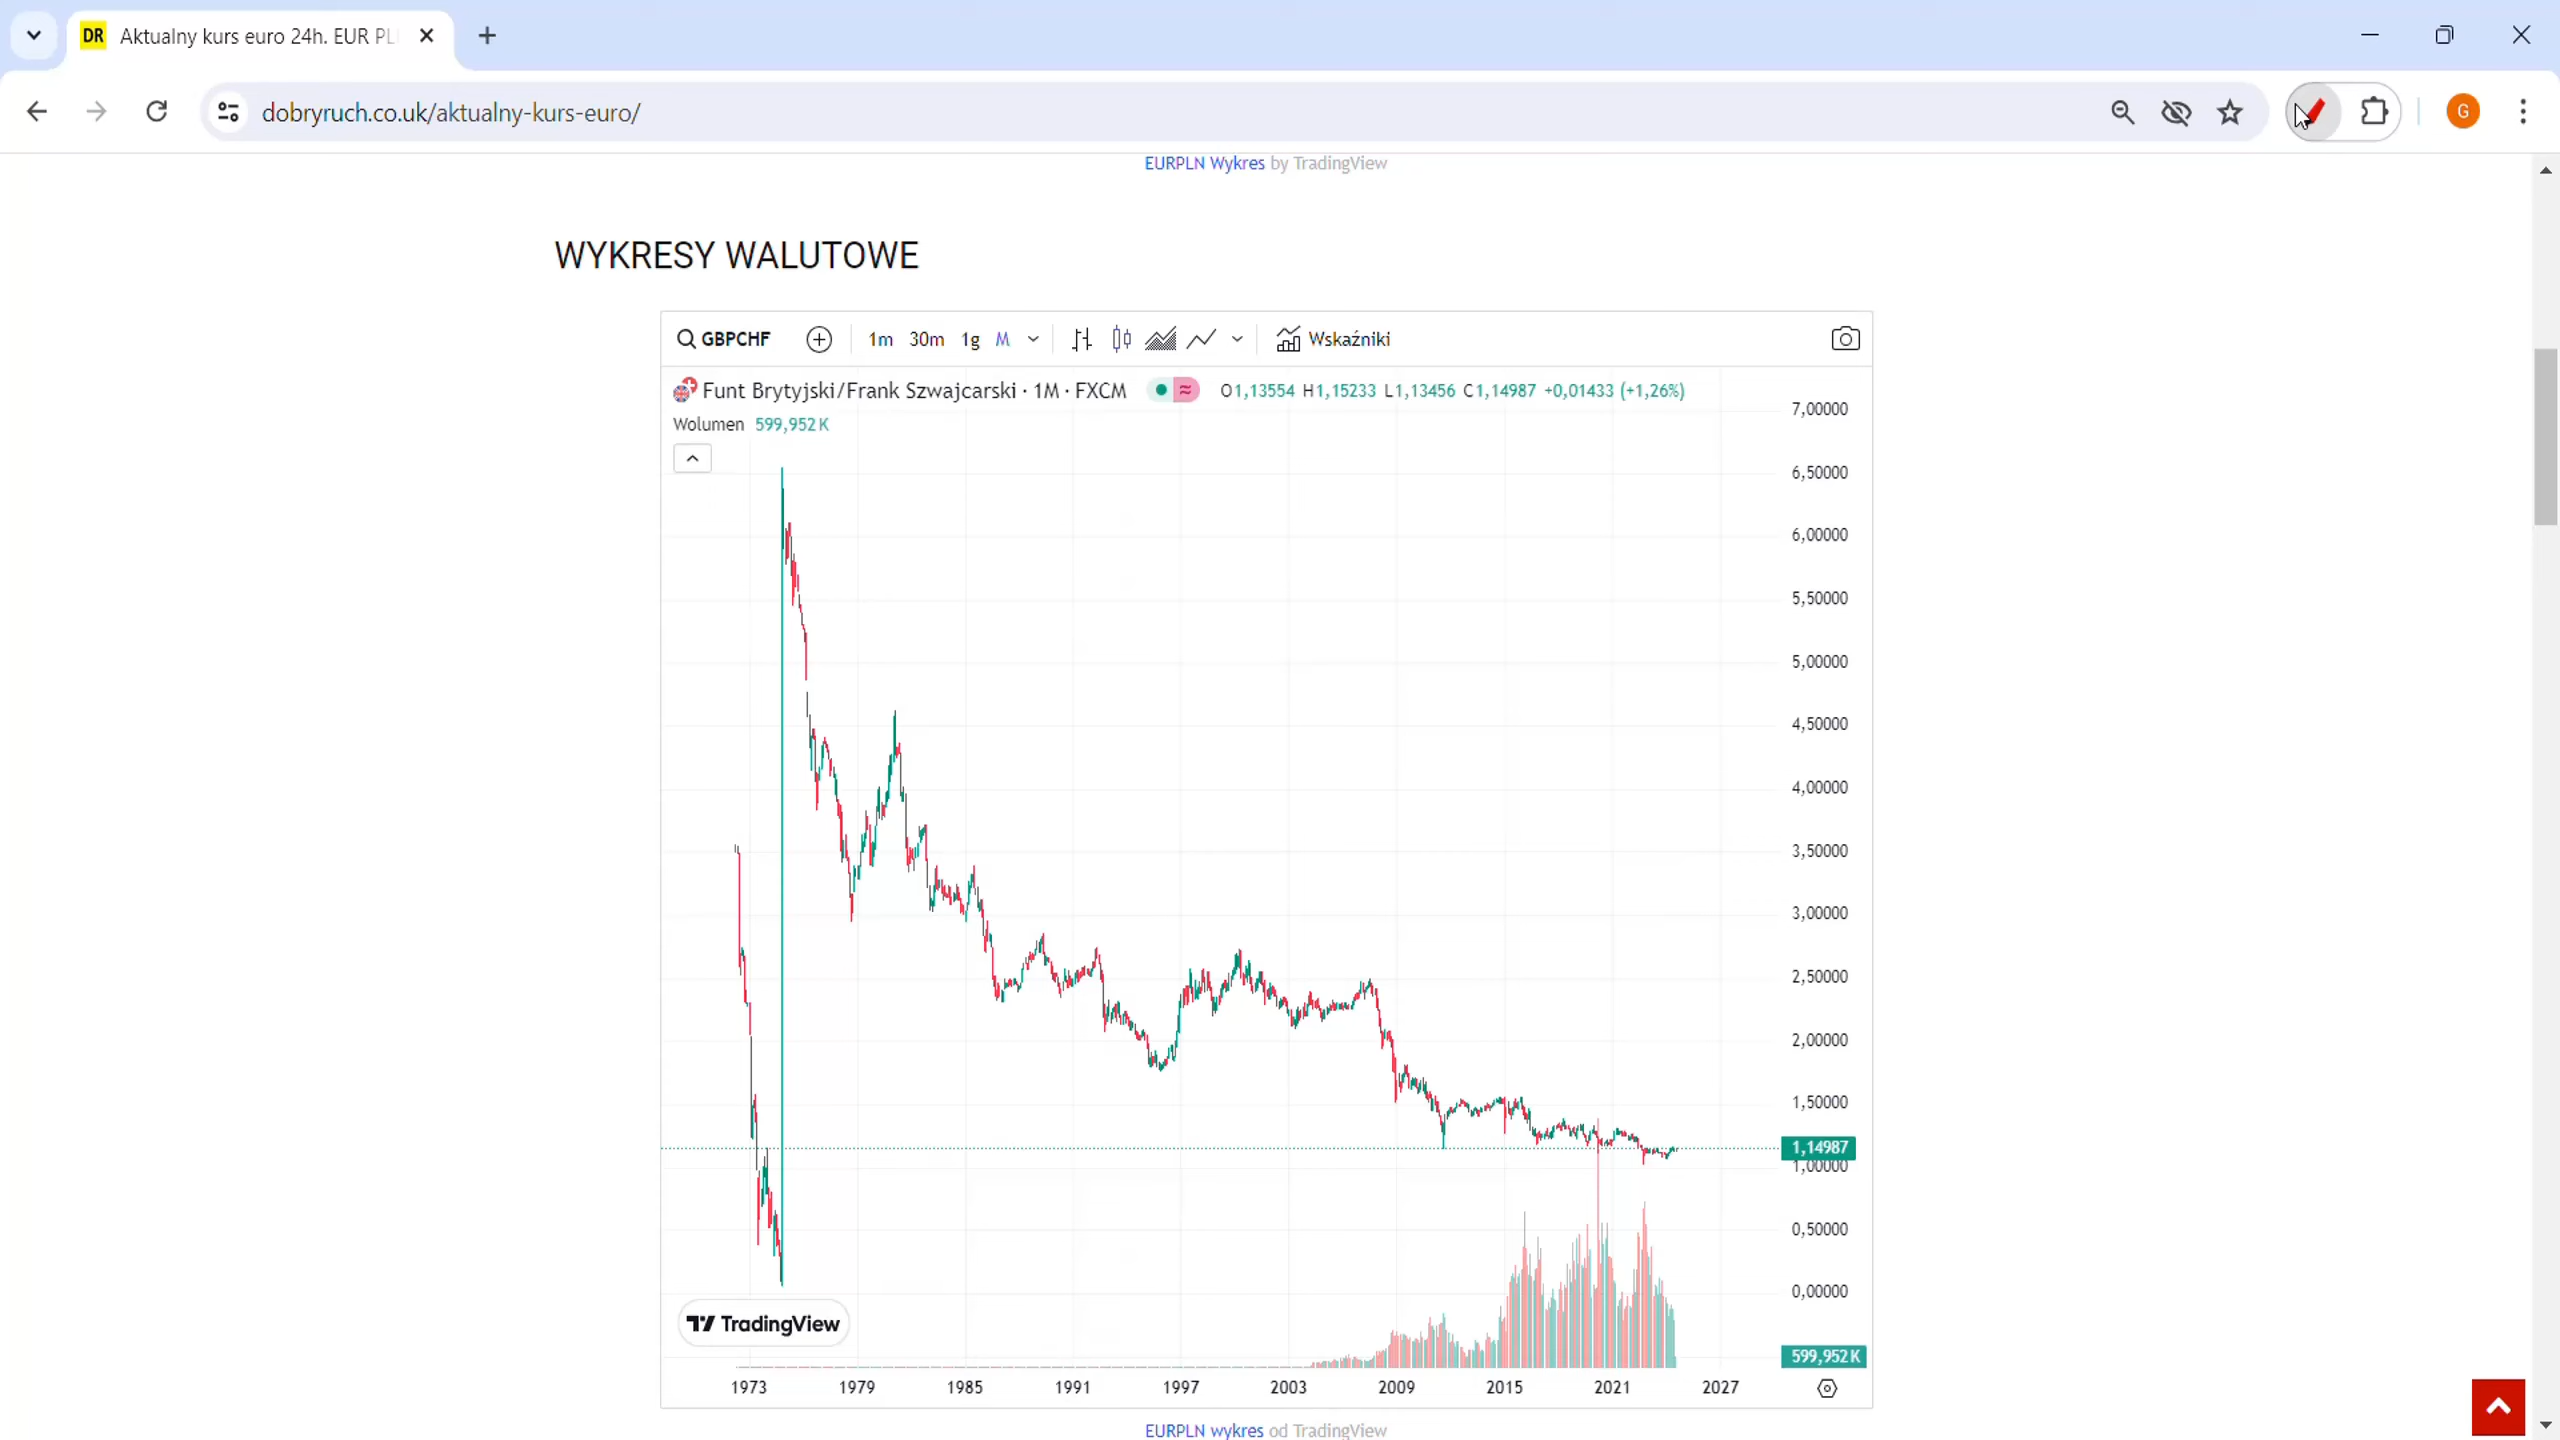 DR Aktualny kurs euro 24h. EUR PL
dobryruch.co.uk/aktualny-kurs-euro/
G
EURPLN Wykres by TradingView
WYKRESY WALUTOWE
GBPCHF 1m 30m 1g M Wskaźniki
Funt Brytyjski/Frank Szwajcarski · 1M · FXCM O1,13554 H1,15233 L1,13456 C1,14987 +0,01433 (+1,26%)
Wolumen 599,952 K
7,00000
6,50000
6,00000
5,50000
5,00000
4,50000
4,00000
3,50000
3,00000
2,50000
2,00000
1,50000
1,14987
1,00000
0,50000
0,00000
TradingView
599,952 K
1973 1979 1985 1991 1997 2003 2009 2015 2021 2027
EURPLN wykres od TradingView